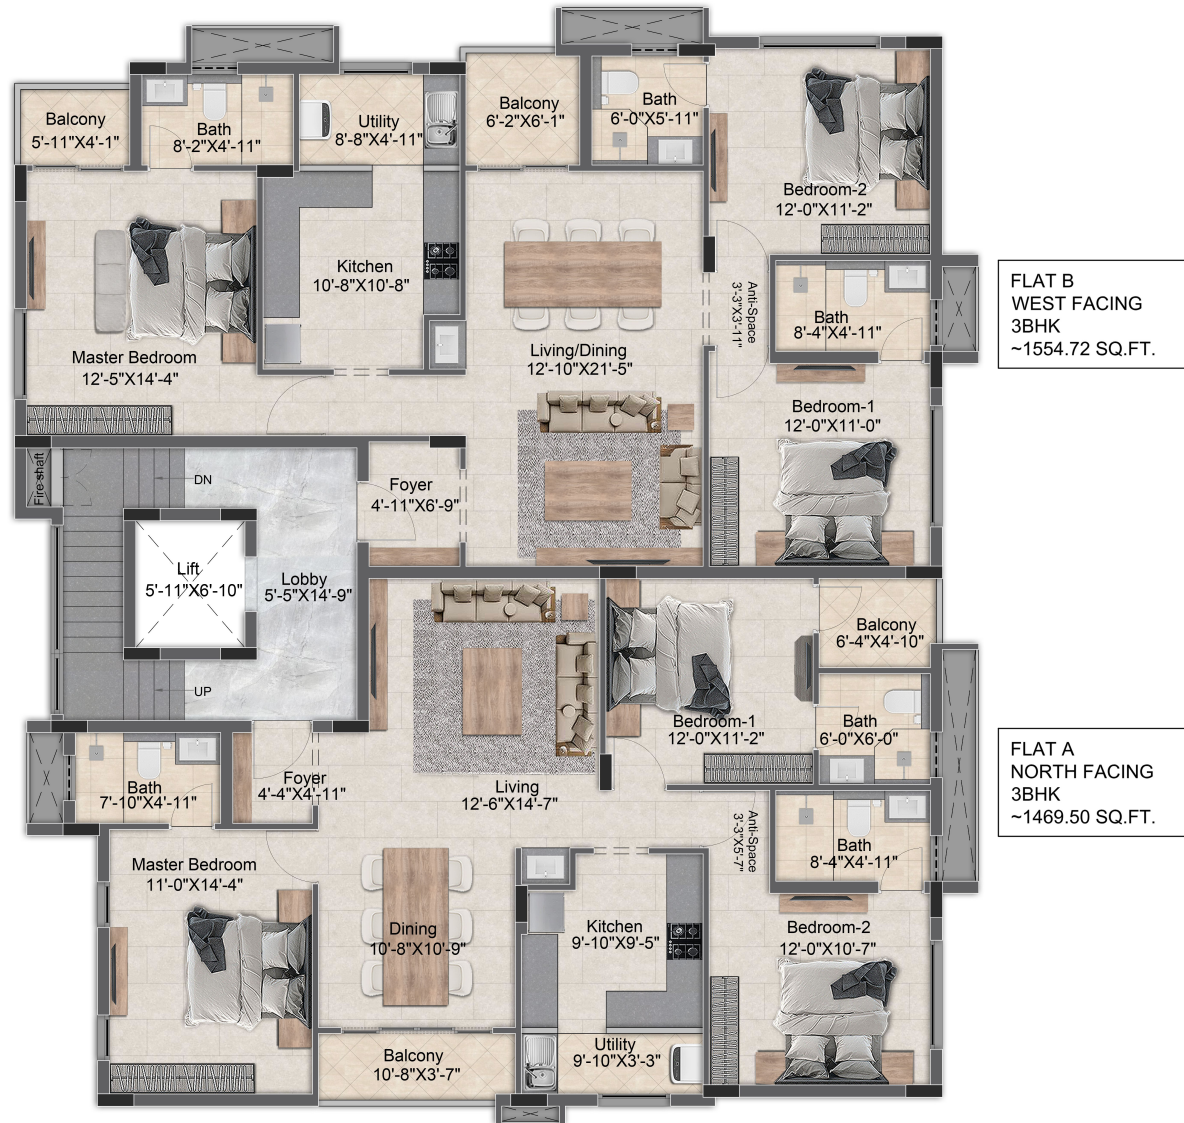 Balcony
5'-11"X4'-1"
Bath
8'-2"X4'-11"
Utility
8'-8"X4'-11"
Balcony
6'-2"X6'-1"
Bath
6'-0"X5'-11"
Bedroom-2
12'-0"X11'-2"
Kitchen
10'-8"X10'-8"
Master Bedroom
12'-5"X14'-4"
Living/Dining
12'-10"X21'-5"
Anti-Space
3'-3"X3'-11"
Bath
8'-4"X4'-11"
Bedroom-1
12'-0"X11'-0"
FLAT B
WEST FACING
3BHK
~1554.72 SQ.FT.
Fire shaft
DN
Foyer
4'-11"X6'-9"
Lift
5'-11"X6'-10"
Lobby
5'-5"X14'-9"
UP
Balcony
6'-4"X4'-10"
Bedroom-1
12'-0"X11'-2"
Bath
6'-0"X6'-0"
Bath
7'-10"X4'-11"
Foyer
4'-4"X4'-11"
Living
12'-6"X14'-7"
Anti-Space
3'-3"X5'-7"
Bath
8'-4"X4'-11"
FLAT A
NORTH FACING
3BHK
~1469.50 SQ.FT.
Master Bedroom
11'-0"X14'-4"
Dining
10'-8"X10'-9"
Kitchen
9'-10"X9'-5"
Bedroom-2
12'-0"X10'-7"
Balcony
10'-8"X3'-7"
Utility
9'-10"X3'-3"